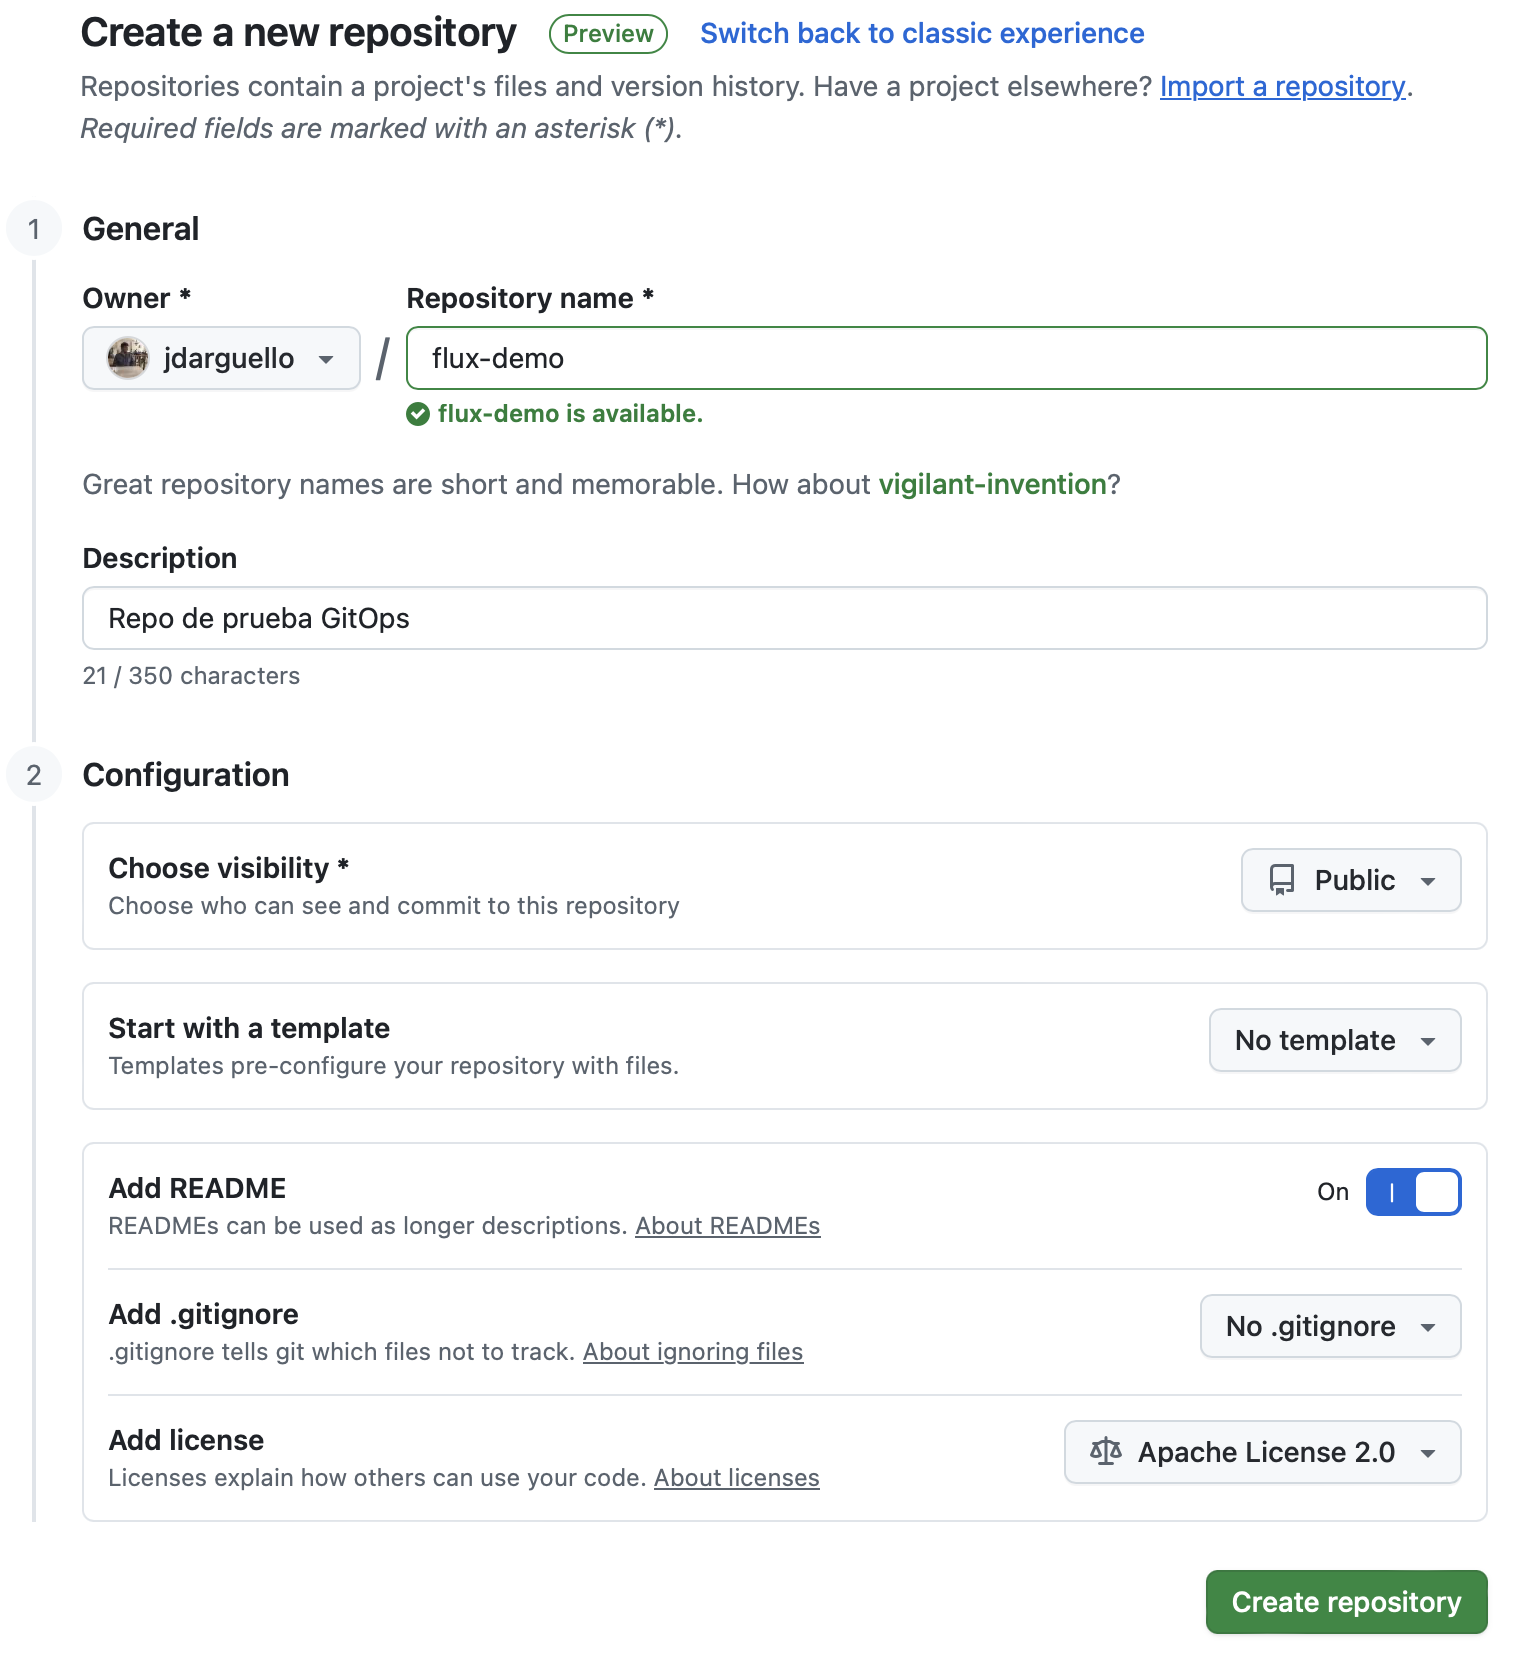 Create a new repository Preview Switch back to classic experience
Repositories contain a project's files and version history. Have a project elsewhere? Import a repository.
Required fields are marked with an asterisk (*).
1 General
Owner * Repository name *
jdarguello / flux-demo
flux-demo is available.
Great repository names are short and memorable. How about vigilant-invention?
Description
Repo de prueba GitOps
21 / 350 characters
2 Configuration
Choose visibility *
Public
Choose who can see and commit to this repository
Start with a template
No template
Templates pre-configure your repository with files.
Add README
On
READMEs can be used as longer descriptions. About READMEs
Add .gitignore
No .gitignore
.gitignore tells git which files not to track. About ignoring files
Add license
Apache License 2.0
Licenses explain how others can use your code. About licenses
Create repository